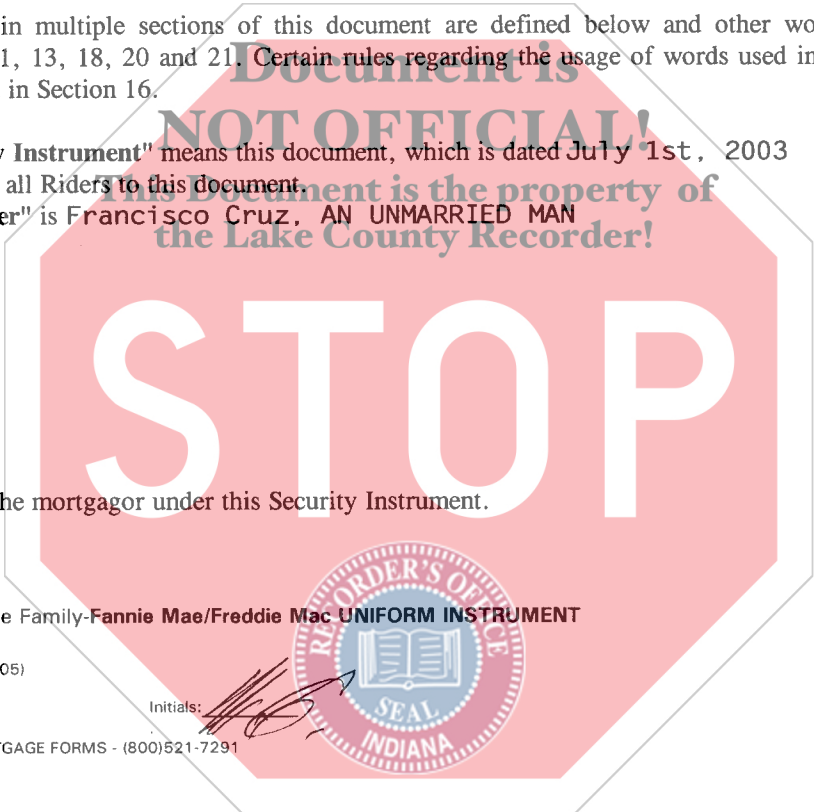 in multiple sections of this document are defined below and other wo
1, 13, 18, 20 and 21. Certain rules regarding the usage of words used in
in Section 16.
Document is
NOT OFFICIAL!
This Document is the property of
the Lake County Recorder!
Instrument" means this document, which is dated July 1st, 2003
all Riders to this document.
er" is Francisco Cruz, AN UNMARRIED MAN
STOP
he mortgagor under this Security Instrument.
e Family-Fannie Mae/Freddie Mac UNIFORM INSTRUMENT
05)
Initials:
TGAGE FORMS - (800)521-7291
RECORDER'S OFFICE
SEAL
INDIANA